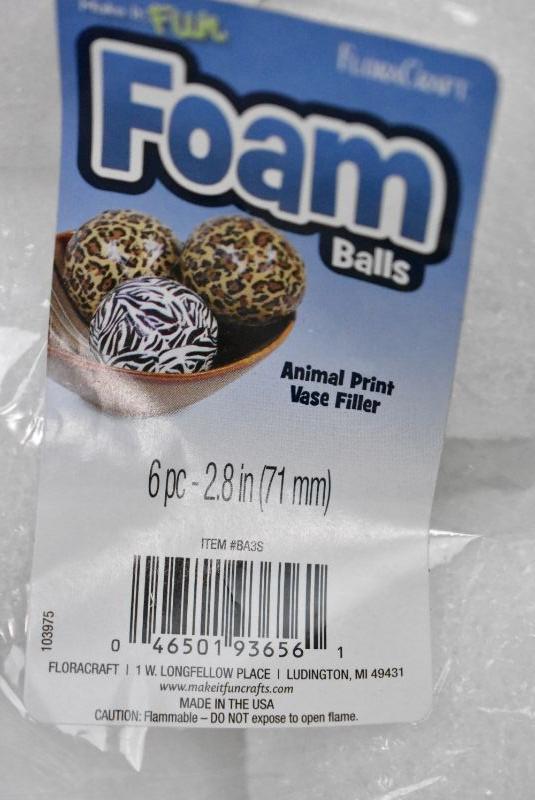 Make It Fun
FLORACRAFT
Foam
Balls
Animal Print
Vase Filler
6 pc - 2.8 in (71 mm)
ITEM #BA3S
103975
0 46501 93656 1
FLORACRAFT | 1 W. LONGFELLOW PLACE | LUDINGTON, MI 49431
www.makeitfuncrafts.com
MADE IN THE USA
CAUTION: Flammable – DO NOT expose to open flame.